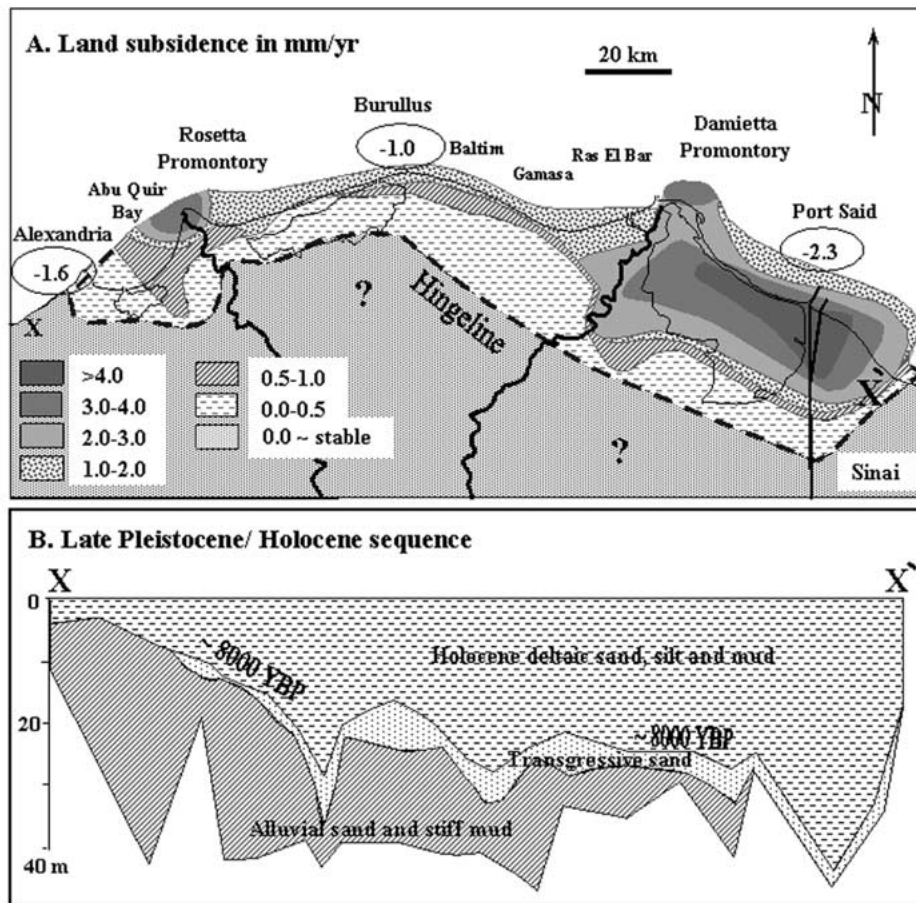 A. Land subsidence in mm/yr
20 km
N
Burullus
-1.0
Baltim
Rosetta
Promontory
Damietta
Promontory
Ras El Bar
Gamasa
Abu Quir
Bay
Port Said
-2.3
Alexandria
-1.6
X
?
Hingeline
X`
>4.0
3.0-4.0
2.0-3.0
1.0-2.0
0.5-1.0
0.0-0.5
0.0 ~ stable
?
Sinai
B. Late Pleistocene/ Holocene sequence
X
X`
0
~ 8000 YBP
Holocene deltaic sand, silt and mud
20
~ 8000 YBP
Transgressive sand
Alluvial sand and stiff mud
40 m